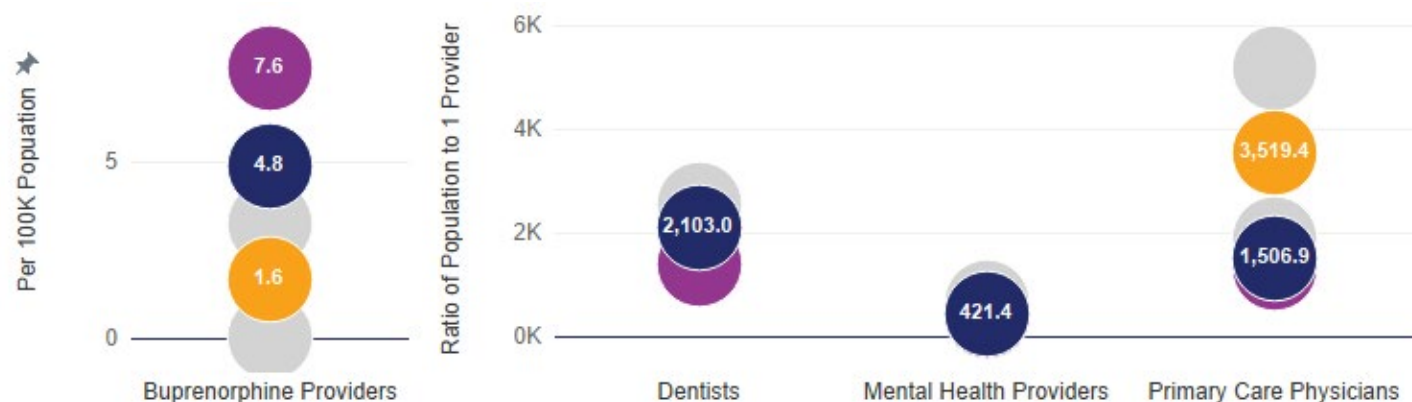 Per 100K Popuation
7.6
5
4.8
1.6
0
Buprenorphine Providers
Ratio of Population to 1 Provider
6K
4K
3,519.4
2K
2,103.0
1,506.9
421.4
0K
Dentists
Mental Health Providers
Primary Care Physicians